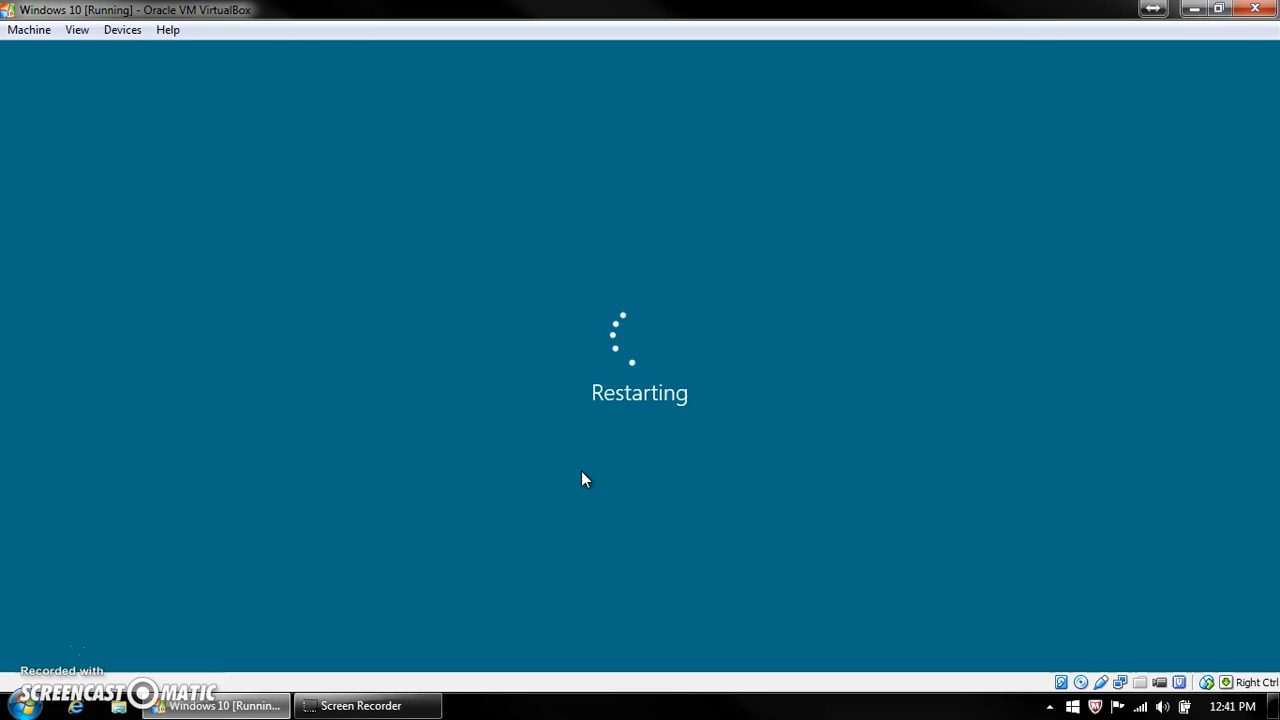 Windows 10 [Running] - Oracle VM VirtualBox
Machine View Devices Help
Restarting
Recorded with
SCREENCAST MATIC
Right Ctrl
Windows 10 [Runnin...
Screen Recorder
12:41 PM